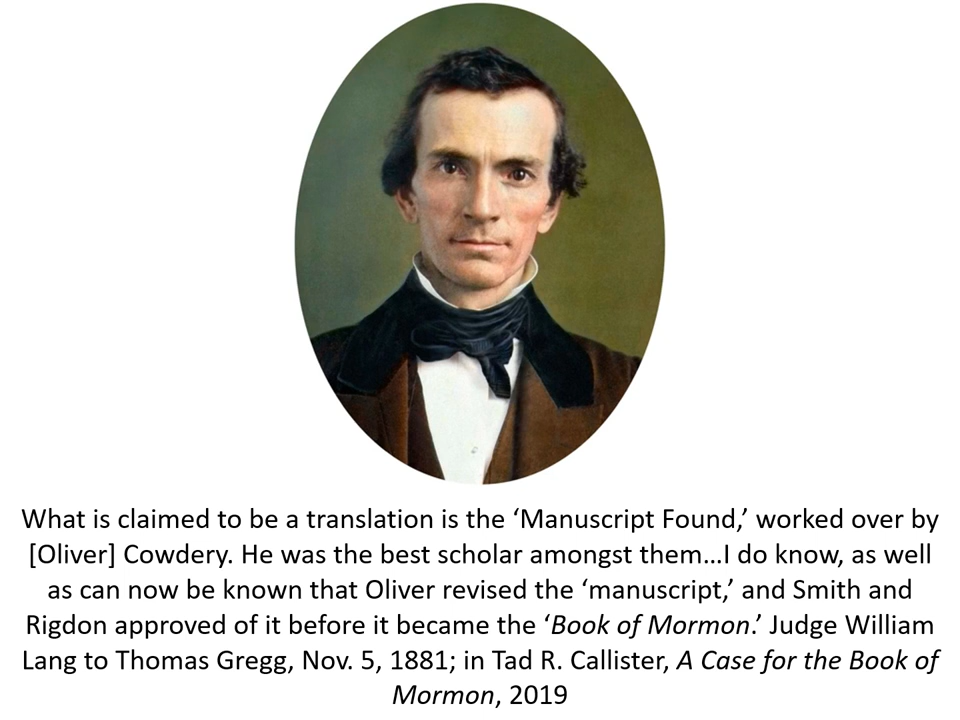 What is claimed to be a translation is the ‘Manuscript Found,’ worked over by
[Oliver] Cowdery. He was the best scholar amongst them…I do know, as well
as can now be known that Oliver revised the ‘manuscript,’ and Smith and
Rigdon approved of it before it became the ‘Book of Mormon.’ Judge William
Lang to Thomas Gregg, Nov. 5, 1881; in Tad R. Callister, A Case for the Book of
Mormon, 2019